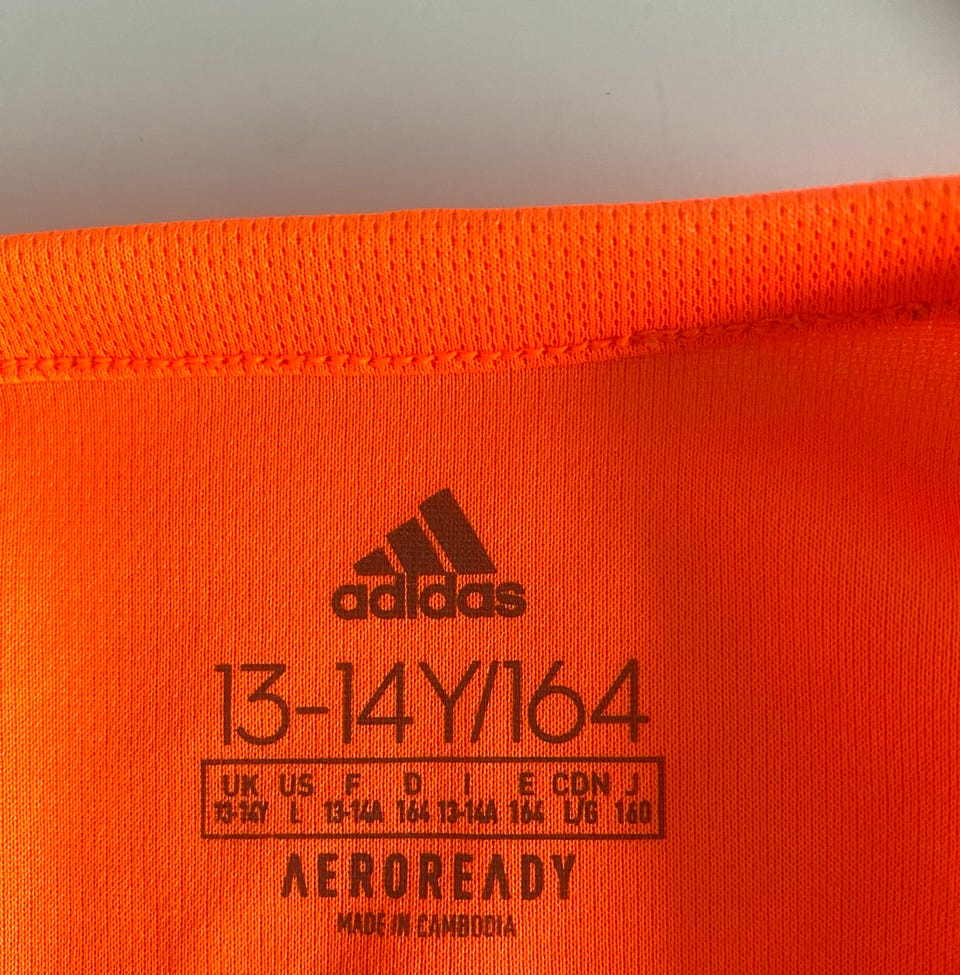 adidas
13-14Y/164
UK US F D I E CDN J
13-14Y L 13-14A 164 13-14A 164 L/G 160
AEROREADY
MADE IN CAMBODIA